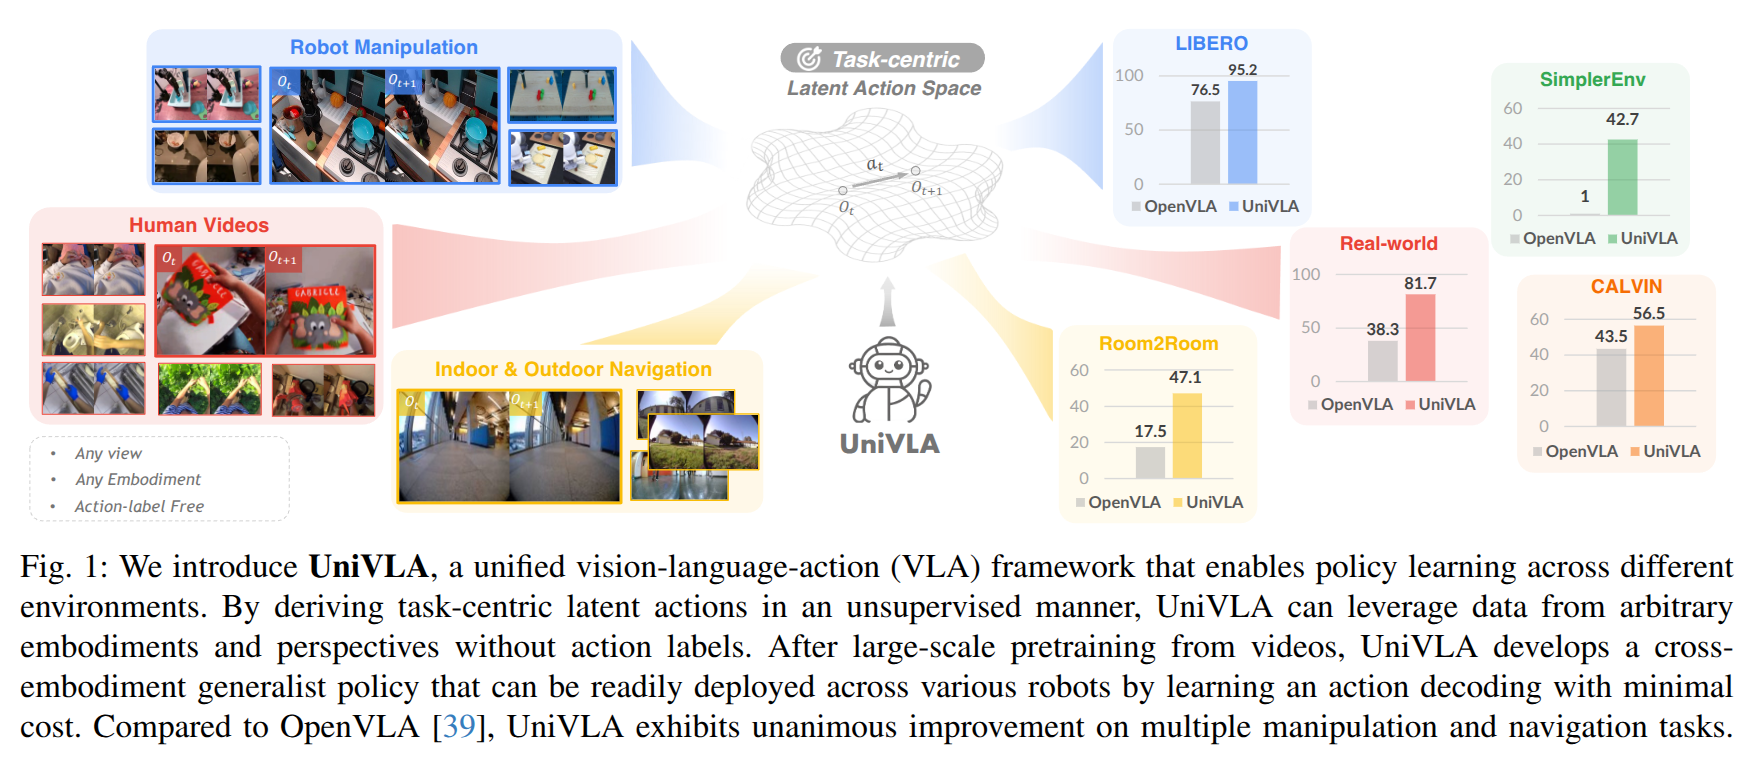 Robot Manipulation
O_t
O_{t+1}
Human Videos
O_t
O_{t+1}
GABRICEE
Indoor & Outdoor Navigation
O_t
O_{t+1}
• Any view
• Any Embodiment
• Action-label Free
Task-centric
Latent Action Space
a_t
O_t
O_{t+1}
UniVLA
LIBERO
100
50
0
76.5
95.2
OpenVLA UniVLA
SimplerEnv
60
40
20
0
1
42.7
OpenVLA UniVLA
Real-world
100
50
0
38.3
81.7
OpenVLA UniVLA
CALVIN
60
40
20
0
43.5
56.5
OpenVLA UniVLA
Room2Room
60
40
20
0
17.5
47.1
OpenVLA UniVLA
Fig. 1: We introduce UniVLA, a unified vision-language-action (VLA) framework that enables policy learning across different
environments. By deriving task-centric latent actions in an unsupervised manner, UniVLA can leverage data from arbitrary
embodiments and perspectives without action labels. After large-scale pretraining from videos, UniVLA develops a cross-
embodiment generalist policy that can be readily deployed across various robots by learning an action decoding with minimal
cost. Compared to OpenVLA [39], UniVLA exhibits unanimous improvement on multiple manipulation and navigation tasks.